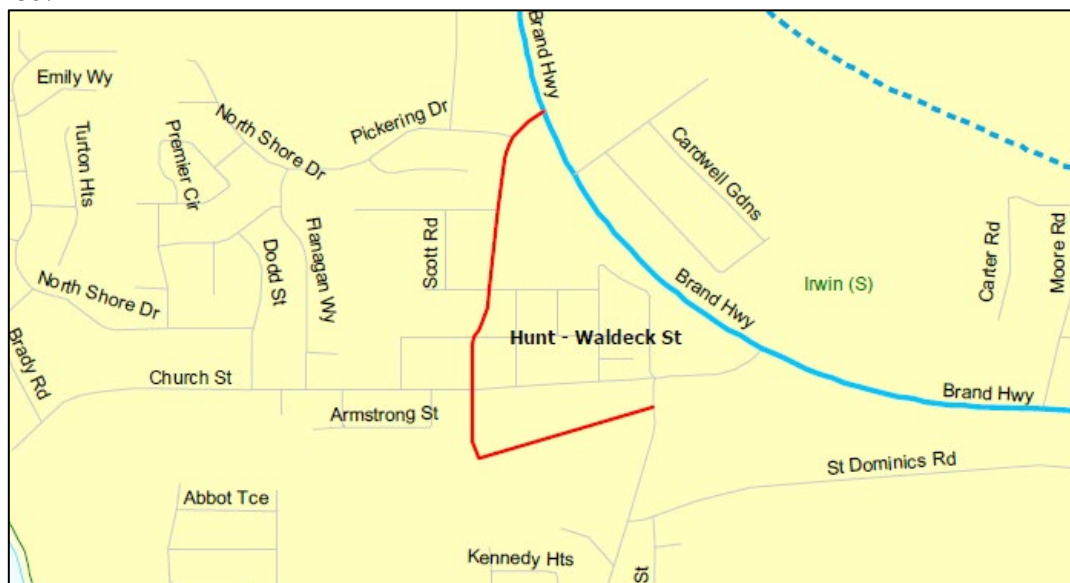 Brand Hwy
Emily Wy
Pickering Dr
North Shore Dr
Turton Hts
Premier Cir
Cardwell Gdns
Scott Rd
Flanagan Wy
Dodd St
Carter Rd
Moore Rd
North Shore Dr
Brand Hwy
Irwin (S)
Hunt - Waldeck St
Brady Rd
Church St
Brand Hwy
Armstrong St
St Dominics Rd
Abbot Tce
Kennedy Hts
St